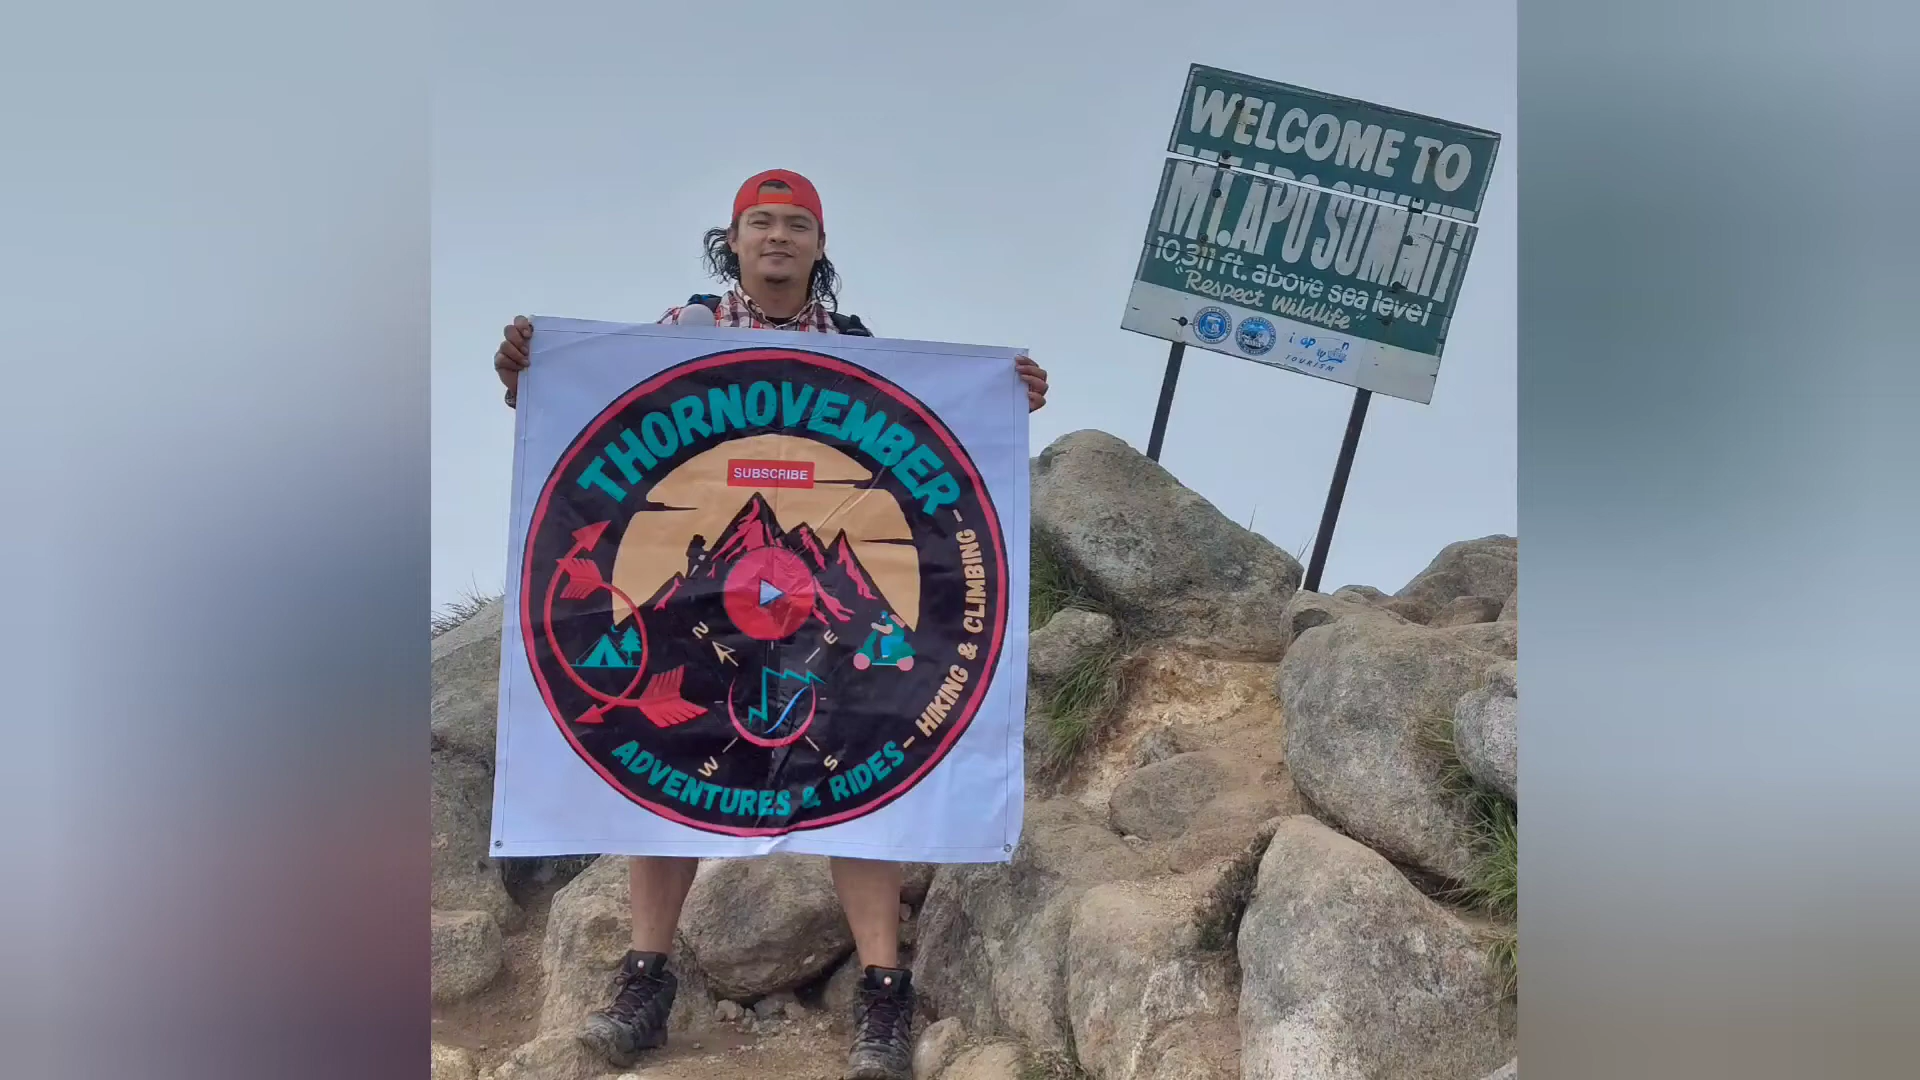 WELCOME TO
MT. APO SUMMIT
10,311 ft. above sea level
"Respect Wildlife"
TOURISM
THORNOVEMBER
SUBSCRIBE
- HIKING & CLIMBING -
N
E
W
S
ADVENTURES & RIDES